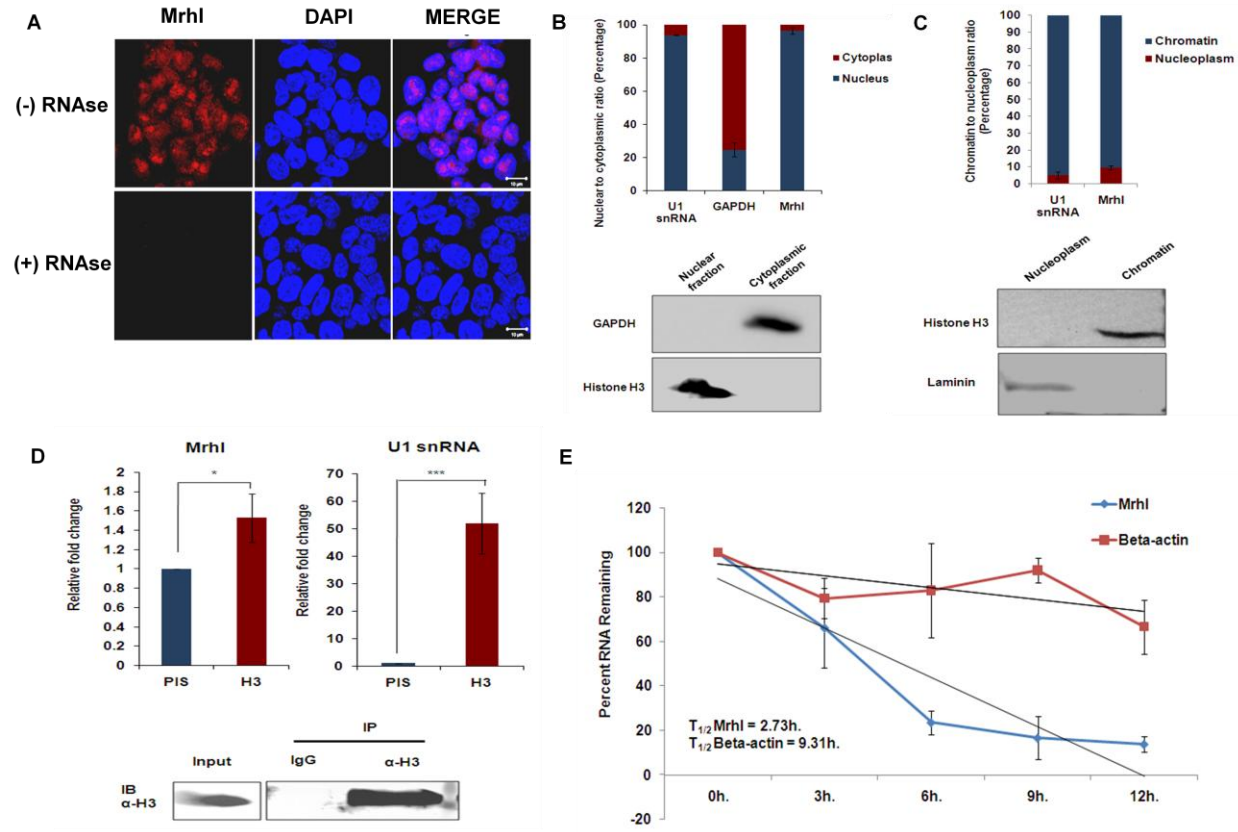 A
Mrhl
DAPI
MERGE
(-) RNAse
10 μm
(+) RNAse
10 μm
B
Nuclear to cytoplasmic ratio (Percentage)
100
80
60
40
20
0
Cytoplas
Nucleus
U1
snRNA
GAPDH
Mrhl
Nuclear
fraction
Cytoplasmic
fraction
GAPDH
Histone H3
C
Chromatin to nucleoplasm ratio
(Percentage)
100
90
80
70
60
50
40
30
20
10
0
Chromatin
Nucleoplasm
U1
snRNA
Mrhl
Nucleoplasm
Chromatin
Histone H3
Laminin
D
Mrhl
Relative fold change
2
1.8
1.6
1.4
1.2
1
0.8
0.6
0.4
0.2
0
*
PIS
H3
U1 snRNA
Relative fold change
70
60
50
40
30
20
10
0
***
PIS
H3
IP
Input
IgG
α-H3
IB
α-H3
E
Percent RNA Remaining
120
100
80
60
40
20
0
-20
Mrhl
Beta-actin
T1/2 Mrhl = 2.73h.
T1/2 Beta-actin = 9.31h.
0h.
3h.
6h.
9h.
12h.